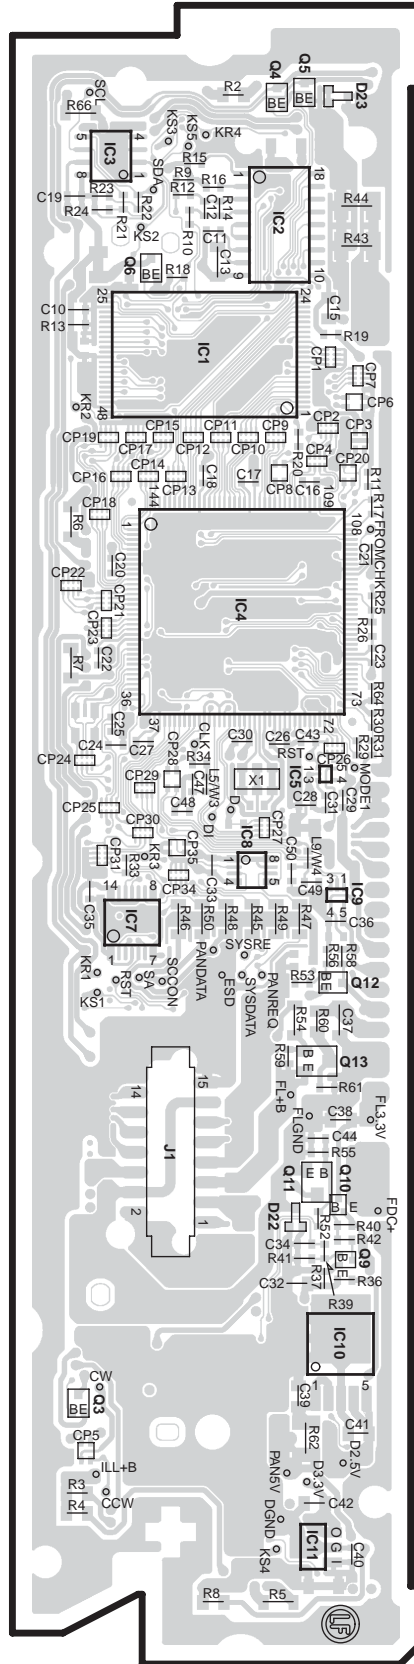 Q4
Q5
D23
SCL
R66
R2
BE
BE
KS3
KS5
KR4
5
4
IC3
8
1
SDA
R15
R9
R16
R12
1
18
C19
R23
R24
R21
R22
KS2
R10
C12
R14
C11
C13
IC2
R44
R43
Q6
BE
R18
9
10
25
24
C15
C10
R13
IC1
R19
CP1
CP7
CP6
KR2
48
1
CP2
CP3
CP19
CP17
CP15
CP12
CP11
CP10
CP9
R20
CP4
CP20
CP16
CP14
CP13
144
C18
C17
CP8
C16
109
R11
R17
CP18
R6
1
108
FROMCHK
C21
C20
CP22
CP21
CP23
IC4
R25
R26
R7
C22
C23
36
37
73
72
R64
R30
R31
C25
C24
C27
CLK
C30
C26
C43
R29
CP24
CP28
R34
RST
CP26
MODE1
CP29
C47
L5/W3
X1
IC5
1
3
5
4
CP25
C48
D
C28
C31
C29
CP30
DI
CP27
KR3
CP35
IC8
1
8
4
5
C50
L9/W4
CP31
R33
CP34
C33
C49
3
1
IC9
14
8
C35
IC7
4
5
C36
R46
R50
R48
R45
R49
R47
1
7
KR1
KS1
RST
SA
SCCON
PANDATA
SYSRE
ESD
SYSDATA
PANREQ
R56
R58
R53
BE
Q12
R54
R60
C37
R59
B
E
Q13
14
15
FL+B
R61
FLGND
C38
FL3.3V
J1
C44
R55
Q11
E B
Q10
B E
FDC+
2
1
D22
R52
R40
R42
C34
R41
B
E
Q9
C32
R37
R36
R39
IC10
CW
Q3
BE
1
5
C39
CP5
R62
C41
D2.5V
ILL+B
PAN5V
D3.3V
R3
R4
CCW
C42
DGND
KS4
IC11
O
G
I
C40
R8
R5
LF